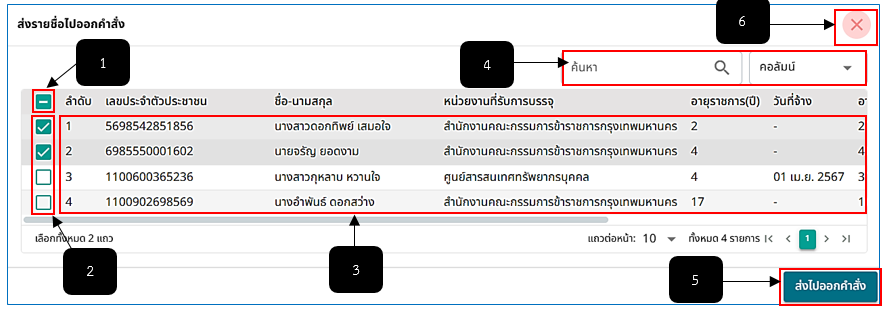 ส่งรายชื่อไปออกคำสั่ง
6
1
4
ค้นหา
คอลัมน์
ลำดับ เลขประจำตัวประชาชน ชื่อ-นามสกุล หน่วยงานที่รับการบรรจุ อายุราชการ(ปี) วันที่จ้าง อา
1 5698542851856 นางสาวดอกทิพย์ เสมอใจ สำนักงานคณะกรรมการข้าราชการกรุงเทพมหานคร 2 - 2
2 6985550001602 นายจรัญ ยอดงาม สำนักงานคณะกรรมการข้าราชการกรุงเทพมหานคร 4 - 4
3 1100600365236 นางสาวกุหลาบ หวานใจ ศูนย์สารสนเทศทรัพยากรบุคคล 4 01 เม.ย. 2567 3
4 1100902698569 นางอำพันธ์ ดอกสว่าง สำนักงานคณะกรรมการข้าราชการกรุงเทพมหานคร 17 - 1
เลือกทั้งหมด 2 แถว แถวต่อหน้า: 10 ทั้งหมด 4 รายการ 1
2
3
5
ส่งไปออกคำสั่ง